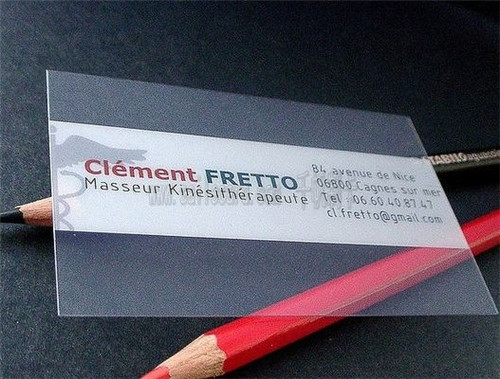 Clément FRETTO
Masseur Kinésithérapeute
84 avenue de Nice
06800 Cagnes sur mer
Tel 06.60.40.87.47
cl.fretto@gmail.com
STABILO